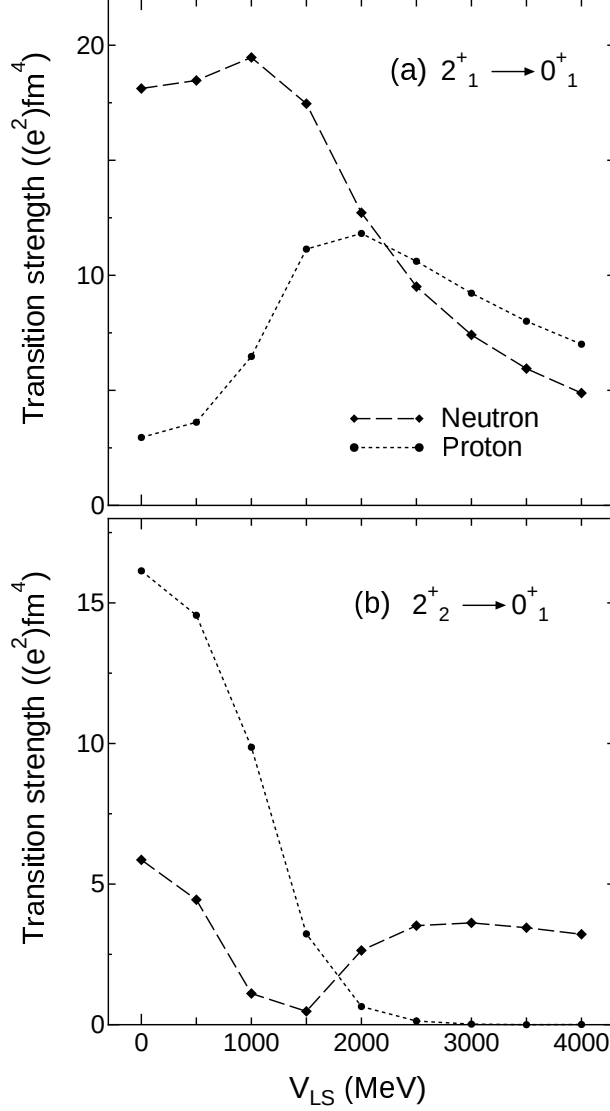 20
(a) 2⁺₁ → 0⁺₁
Transition strength ((e²)fm⁴)
10
Neutron
Proton
0
(b) 2⁺₂ → 0⁺₁
15
Transition strength ((e²)fm⁴)
10
5
0
0 1000 2000 3000 4000
V_LS (MeV)